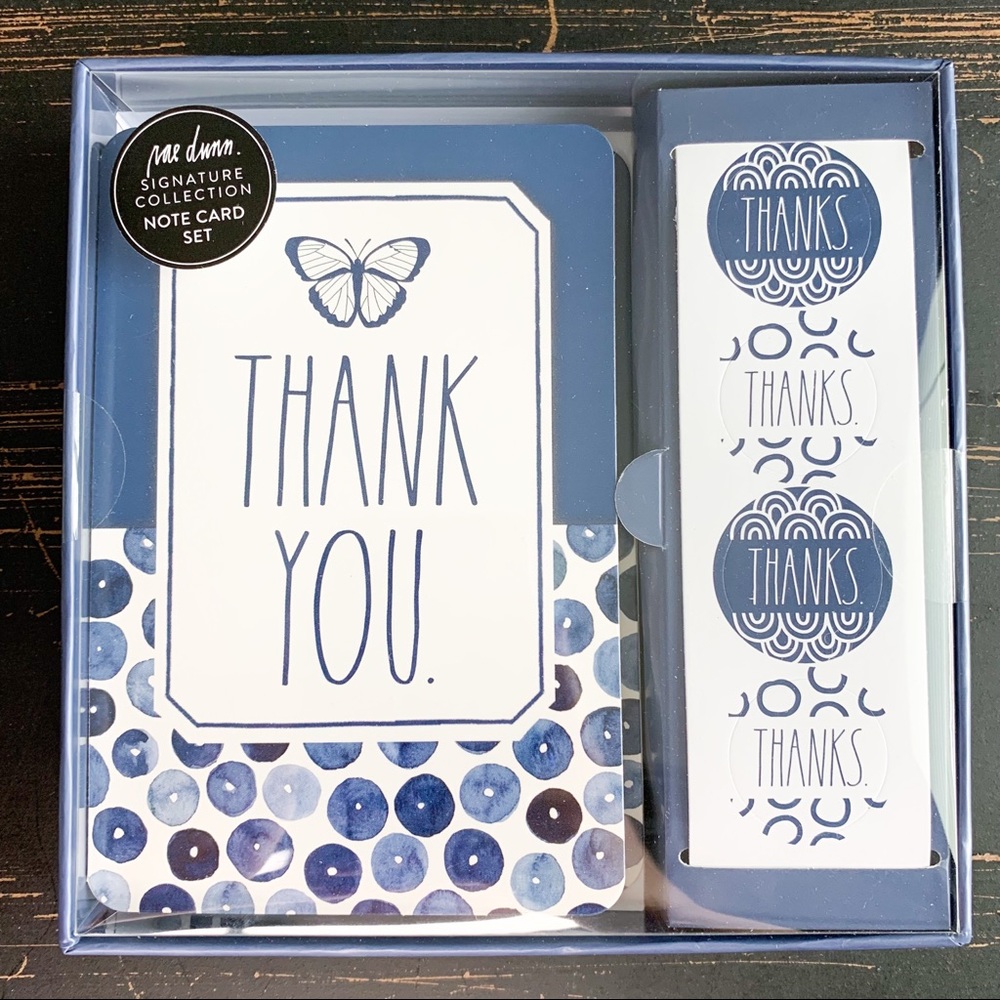 rae dunn.
SIGNATURE
COLLECTION
NOTE CARD
SET
THANK
YOU.
THANKS.
THANKS.
THANKS.
THANKS.